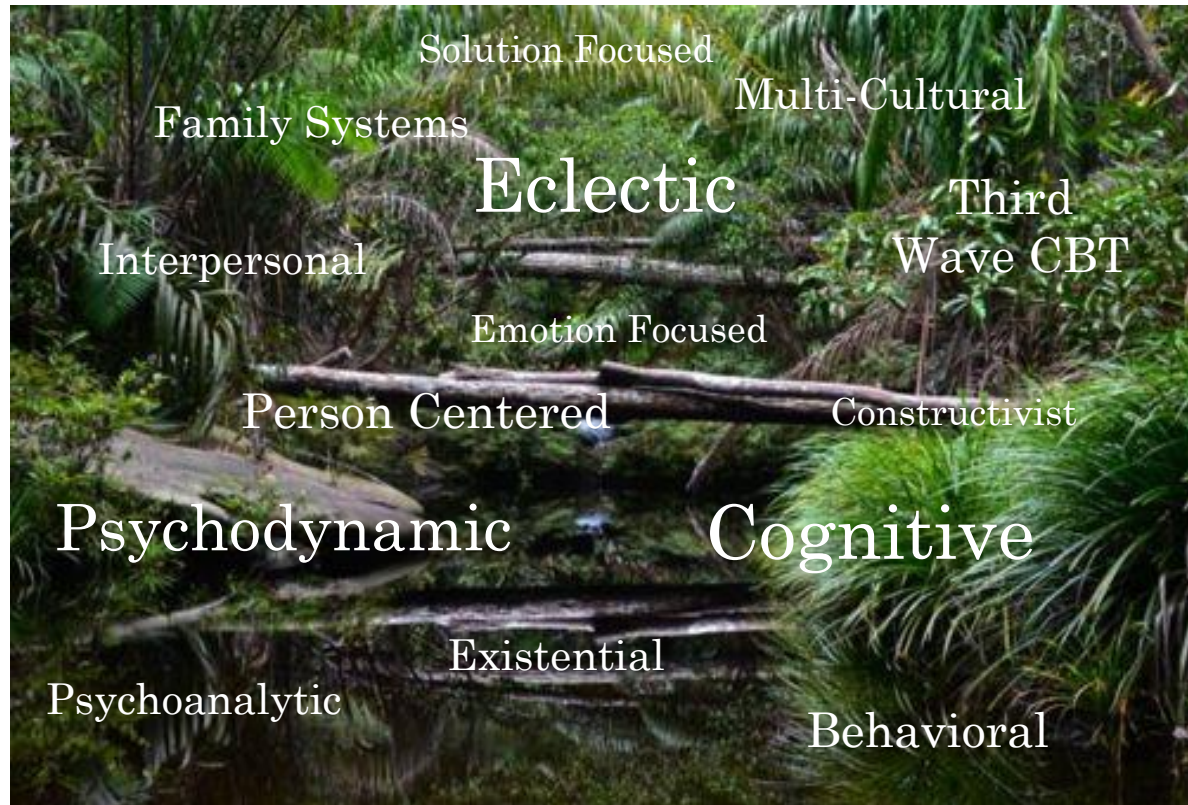 Solution Focused
Multi-Cultural
Family Systems
Eclectic
Third
Wave CBT
Interpersonal
Emotion Focused
Person Centered
Constructivist
Psychodynamic
Cognitive
Existential
Psychoanalytic
Behavioral